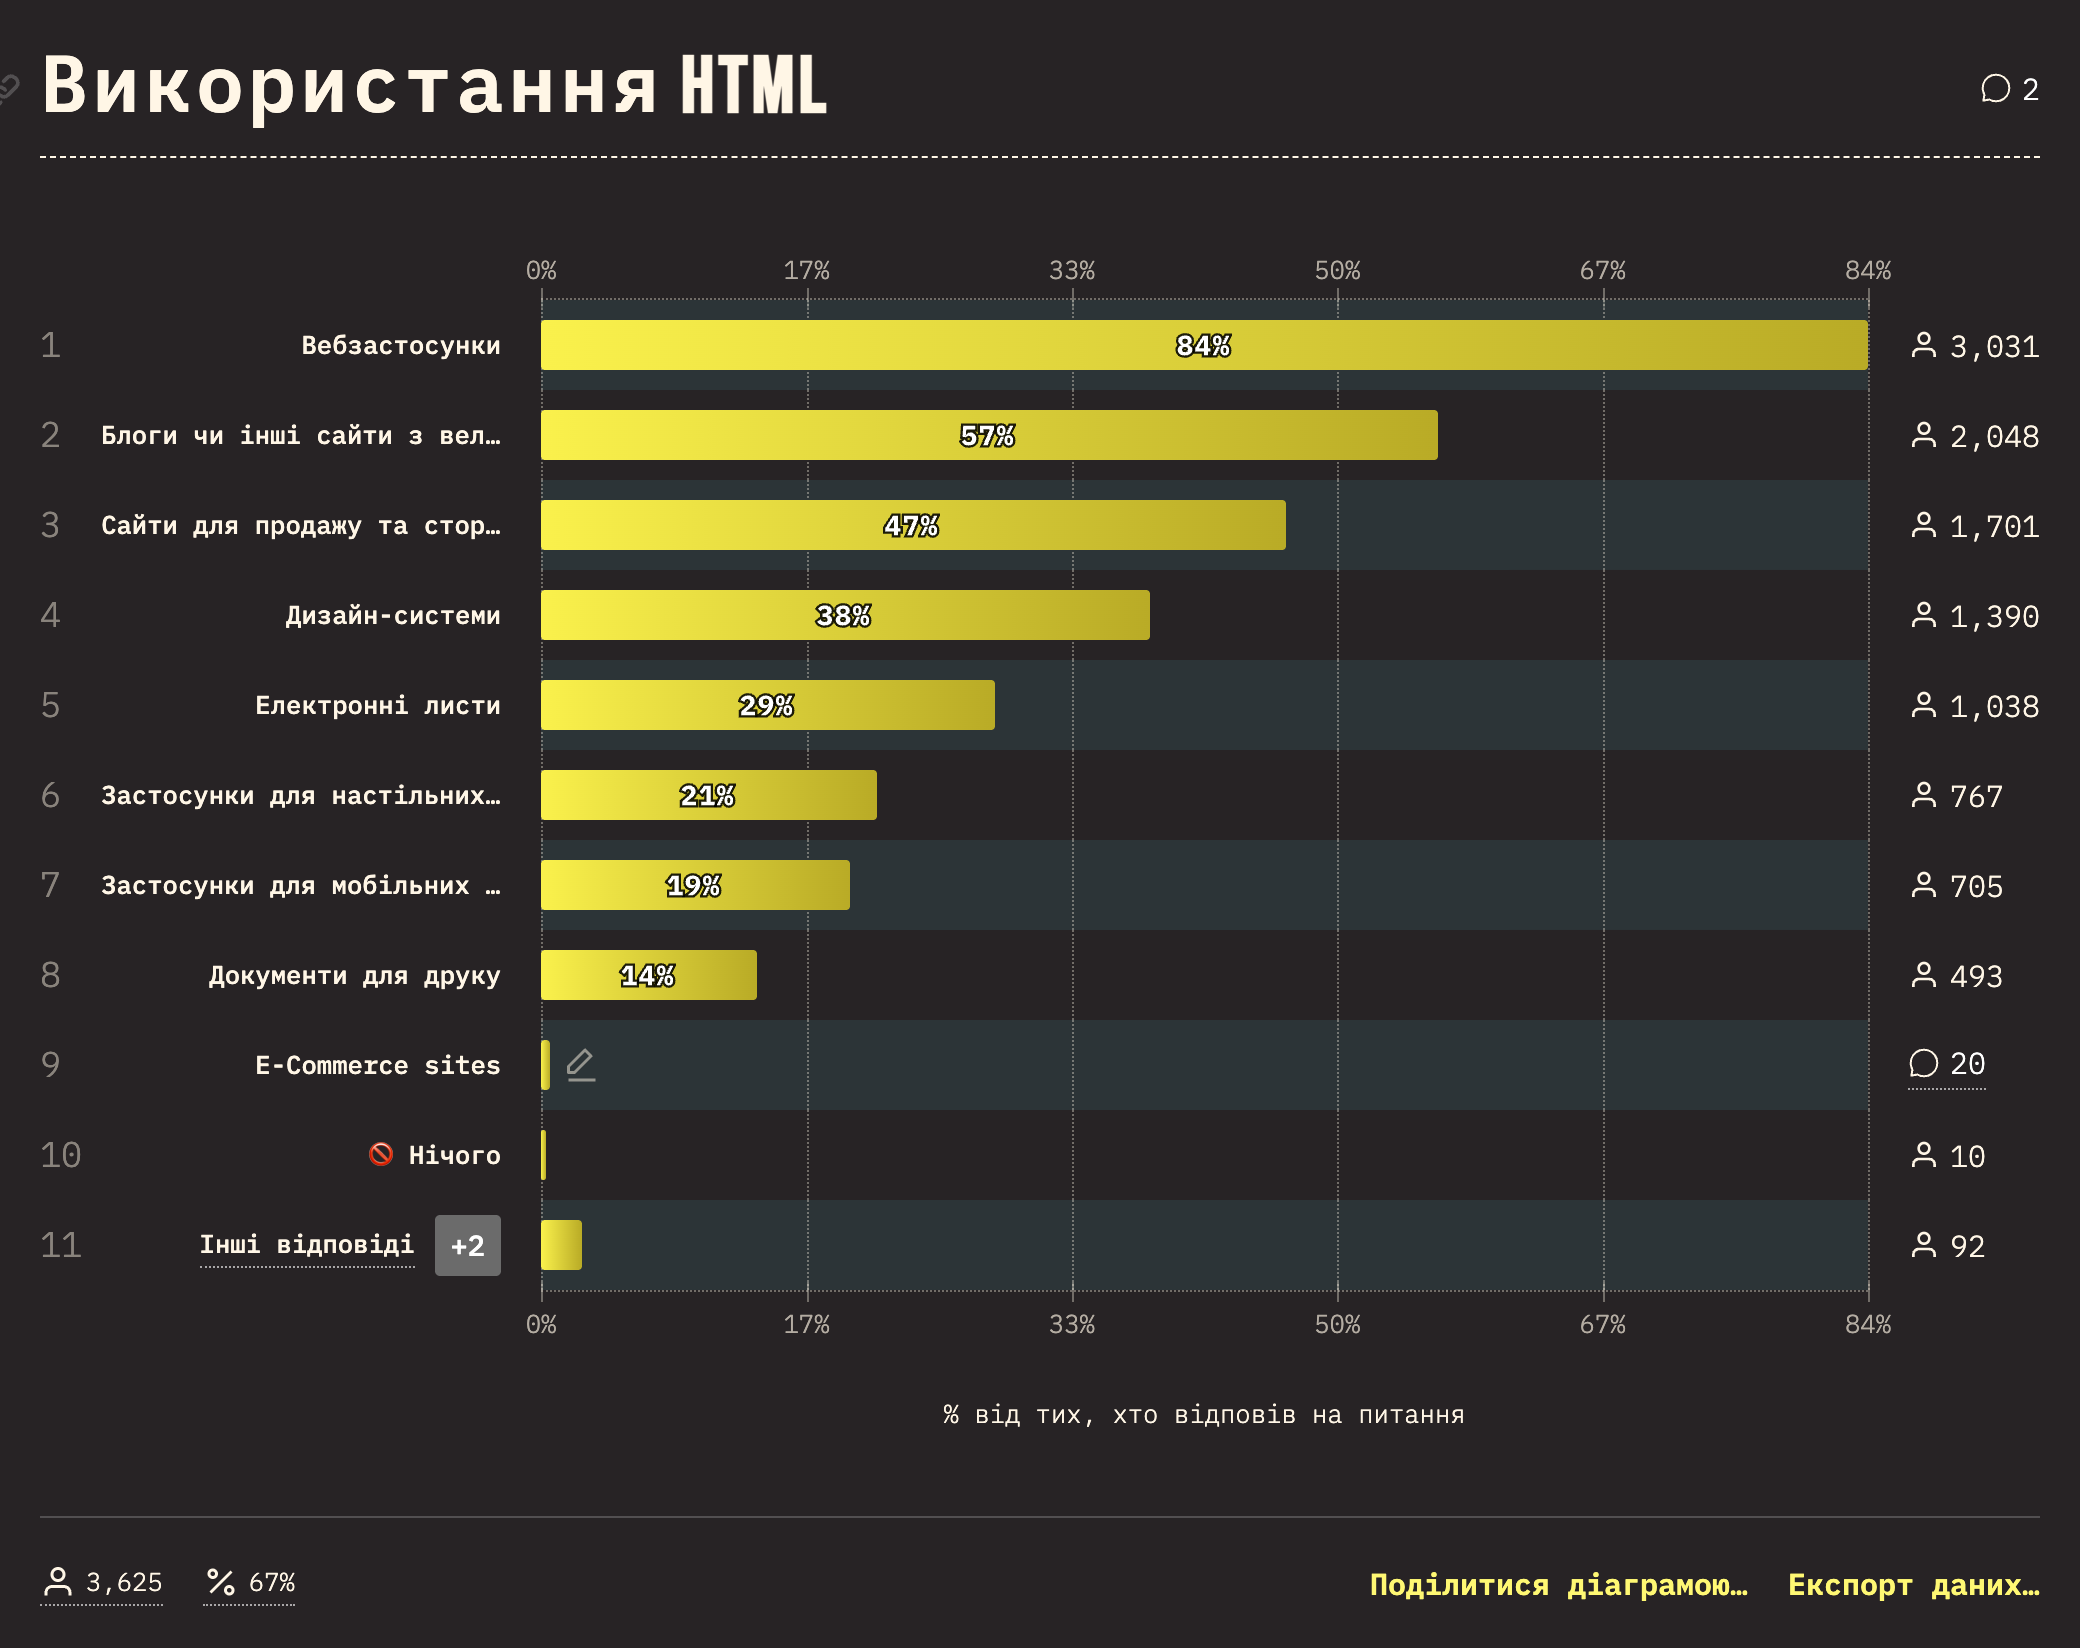 Використання HTML
2
0% 17% 33% 50% 67% 84%
1 Вебзастосунки 84% 3,031
2 Блоги чи інші сайти з вел… 57% 2,048
3 Сайти для продажу та стор… 47% 1,701
4 Дизайн-системи 38% 1,390
5 Електронні листи 29% 1,038
6 Застосунки для настільних… 21% 767
7 Застосунки для мобільних … 19% 705
8 Документи для друку 14% 493
9 E-Commerce sites 20
10 Нічого 10
11 Інші відповіді +2 92
0% 17% 33% 50% 67% 84%
% від тих, хто відповів на питання
3,625 67% Поділитися діаграмою… Експорт даних…